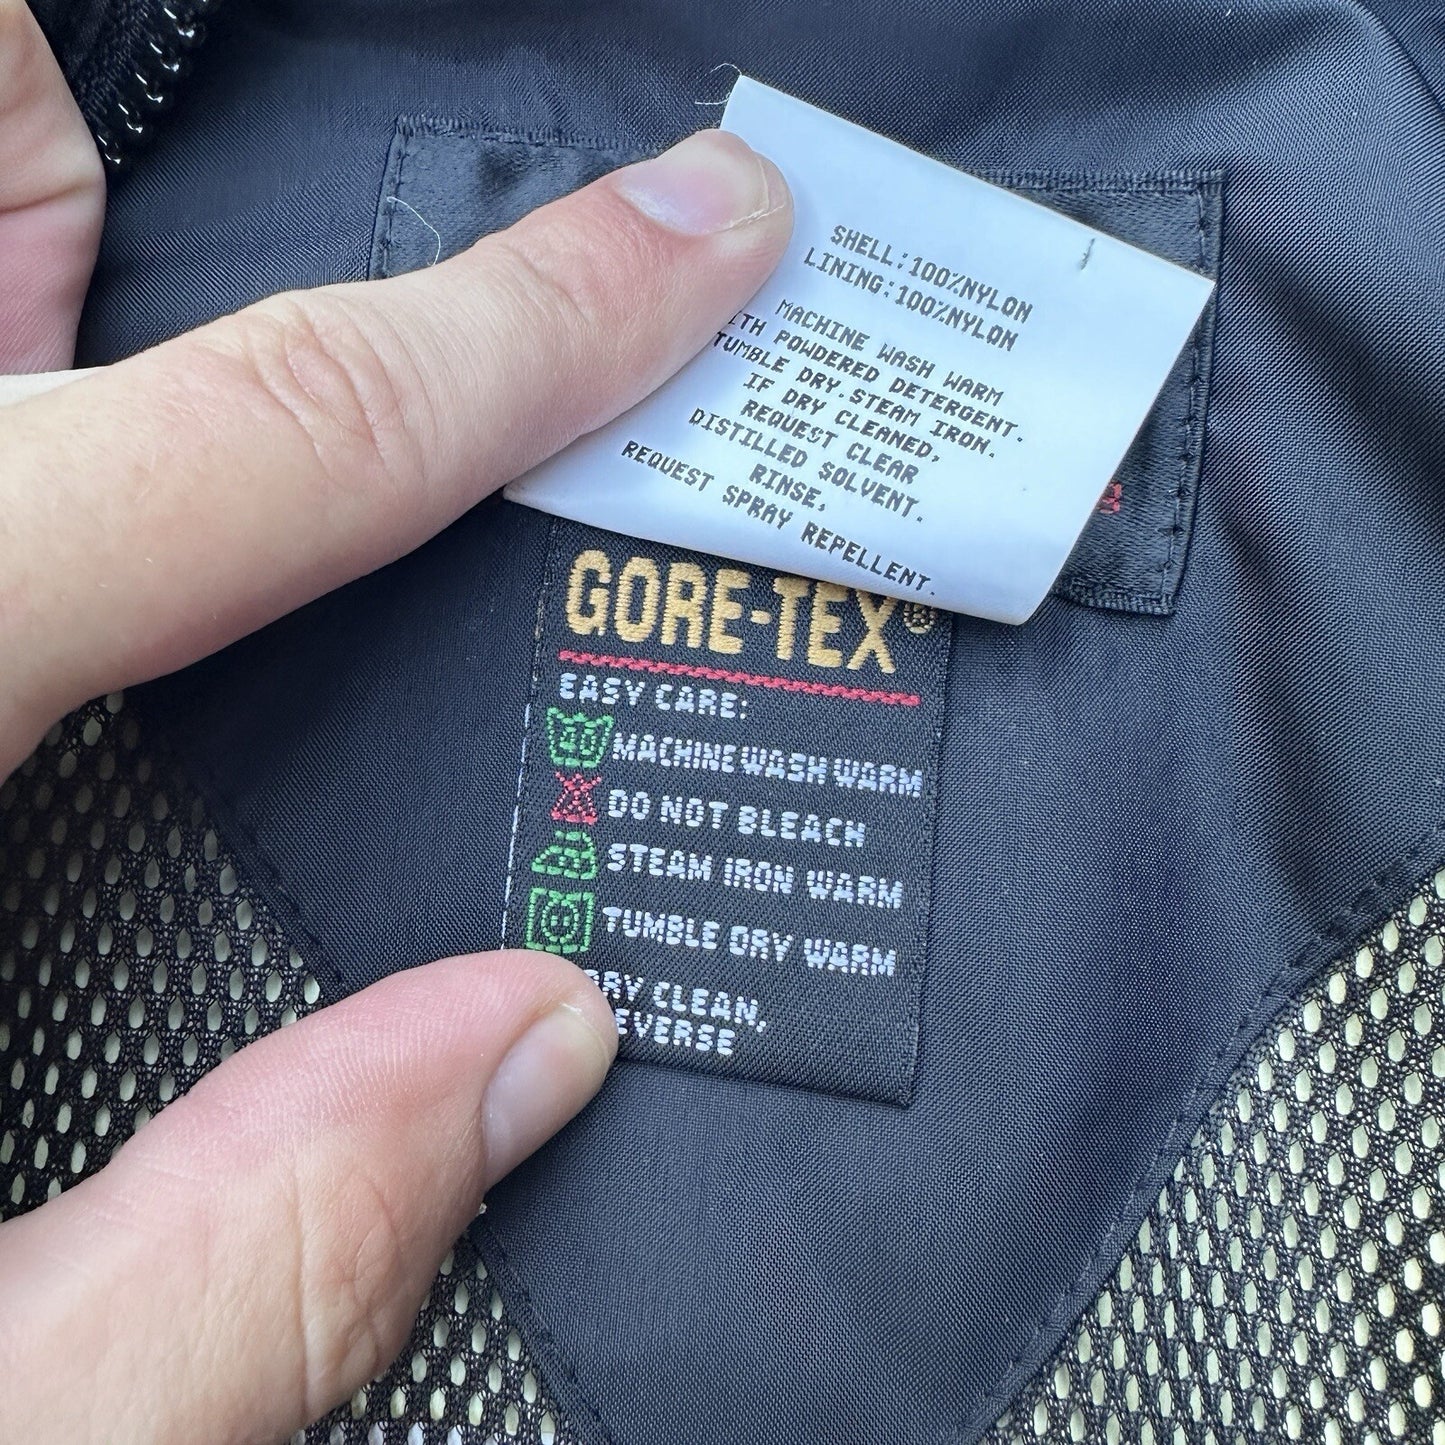 SHELL:100%NYLON
LINING:100%NYLON
MACHINE WASH WARM
ITH POWDERED DETERGENT.
TUMBLE DRY.STEAM IRON.
IF DRY CLEANED,
REQUEST CLEAR
DISTILLED SOLVENT.
RINSE,
REQUEST SPRAY REPELLENT.
GORE-TEX®
EASY CARE:
40 MACHINE WASH WARM
DO NOT BLEACH
STEAM IRON WARM
TUMBLE DRY WARM
RY CLEAN,
EVERSE